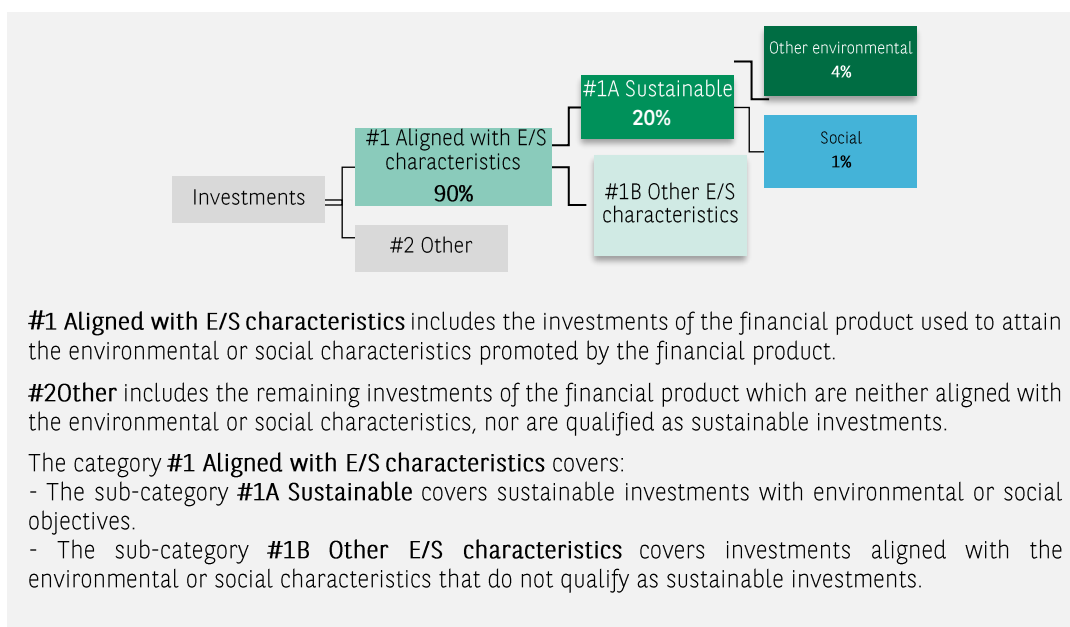 Other environmental
4%
#1A Sustainable
20%
Social
1%
#1 Aligned with E/S
characteristics
90%
#1B Other E/S
characteristics
Investments
#2 Other
#1 Aligned with E/S characteristics includes the investments of the financial product used to attain
the environmental or social characteristics promoted by the financial product.
#2Other includes the remaining investments of the financial product which are neither aligned with
the environmental or social characteristics, nor are qualified as sustainable investments.
The category #1 Aligned with E/S characteristics covers:
- The sub-category #1A Sustainable covers sustainable investments with environmental or social
objectives.
- The sub-category #1B Other E/S characteristics covers investments aligned with the
environmental or social characteristics that do not qualify as sustainable investments.